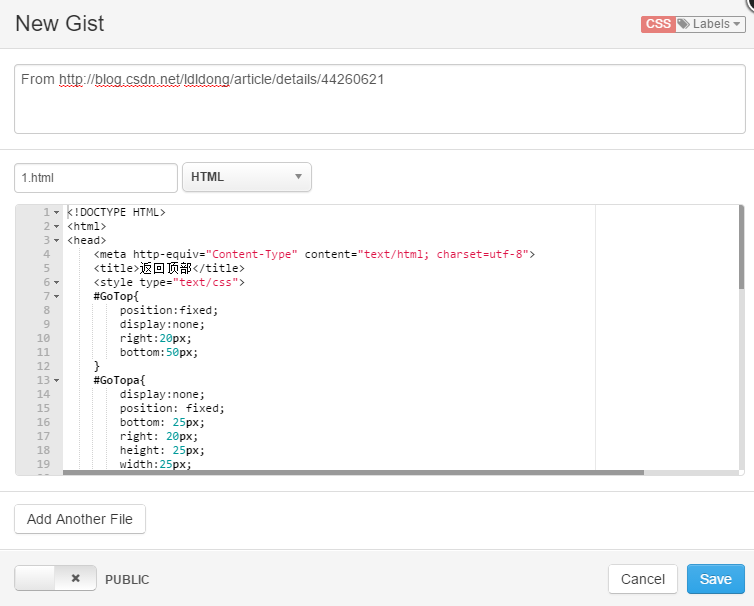 New Gist
CSS Labels
From http://blog.csdn.net/ldldong/article/details/44260621
1.html HTML
1 <!DOCTYPE HTML>
2 <html>
3 <head>
4 <meta http-equiv="Content-Type" content="text/html; charset=utf-8">
5 <title>返回顶部</title>
6 <style type="text/css">
7 #GoTop{
8 position:fixed;
9 display:none;
10 right:20px;
11 bottom:50px;
12 }
13 #GoTopa{
14 display:none;
15 position: fixed;
16 bottom: 25px;
17 right: 20px;
18 height: 25px;
19 width:25px;
Add Another File
PUBLIC
Cancel Save